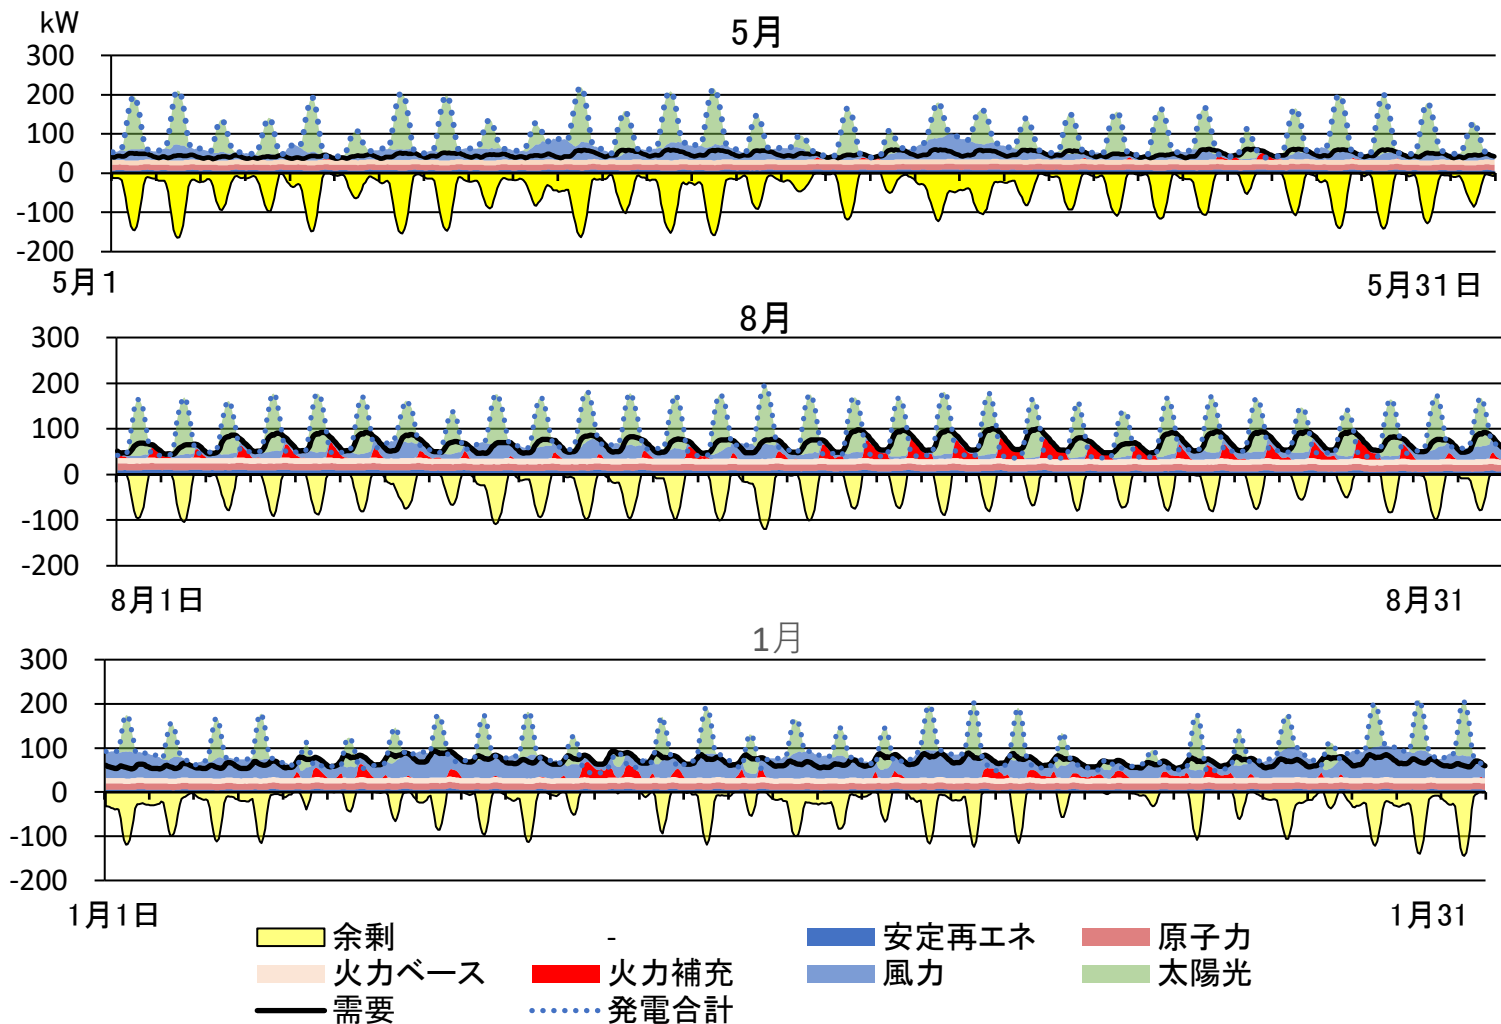 kW
5月
300
200
100
0
-100
-200
5月1
5月31日
8月
300
200
100
0
-100
-200
8月1日
8月31
1月
300
200
100
0
-100
-200
1月1日
1月31
余剰 - 安定再エネ 原子力
火力ベース 火力補充 風力 太陽光
需要 発電合計